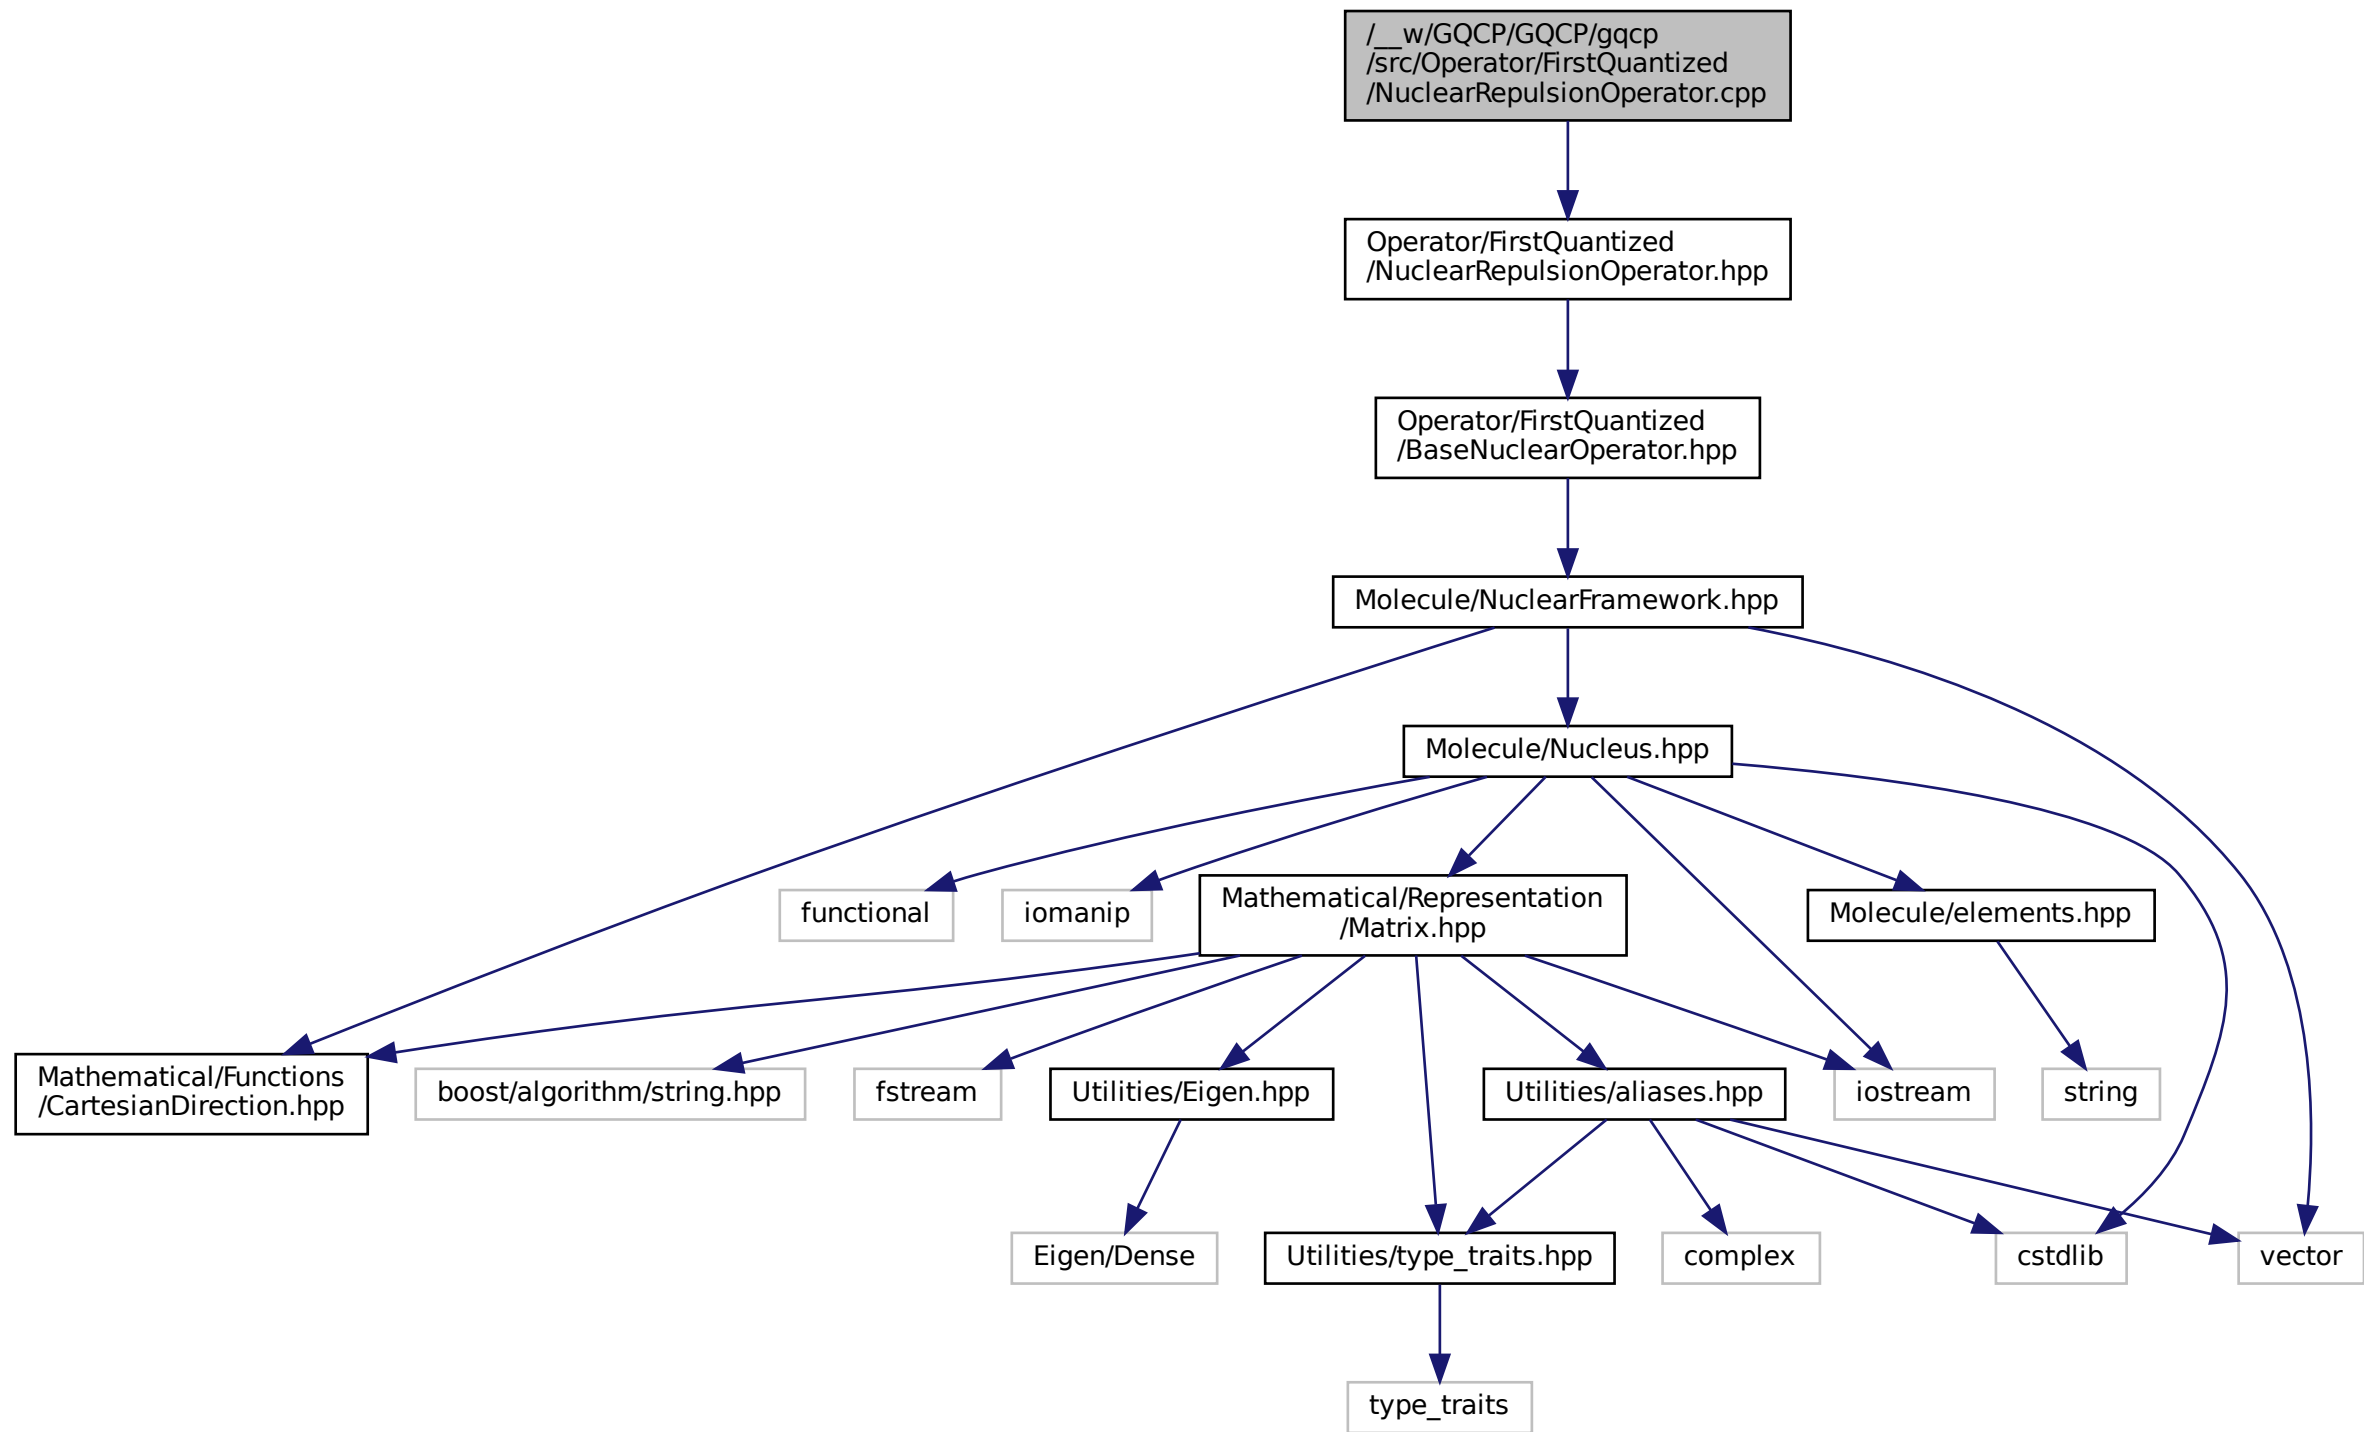 /__w/GQCP/GQCP/gqcp
/src/Operator/FirstQuantized
/NuclearRepulsionOperator.cpp
Operator/FirstQuantized
/NuclearRepulsionOperator.hpp
Operator/FirstQuantized
/BaseNuclearOperator.hpp
Molecule/NuclearFramework.hpp
Molecule/Nucleus.hpp
functional
iomanip
Mathematical/Representation
/Matrix.hpp
Molecule/elements.hpp
Mathematical/Functions
/CartesianDirection.hpp
boost/algorithm/string.hpp
fstream
Utilities/Eigen.hpp
Utilities/aliases.hpp
iostream
string
Eigen/Dense
Utilities/type_traits.hpp
complex
cstdlib
vector
type_traits